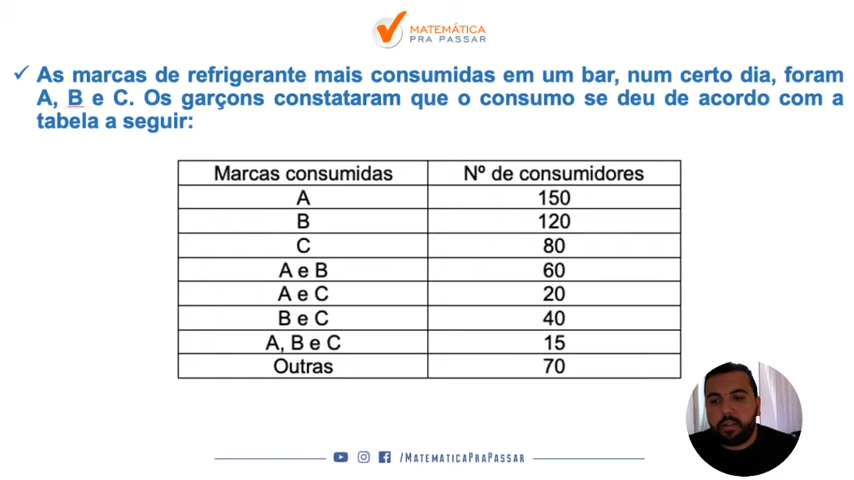 MATEMÁTICA
PRA PASSAR
✓ As marcas de refrigerante mais consumidas em um bar, num certo dia, foram
A, B e C. Os garçons constataram que o consumo se deu de acordo com a
tabela a seguir:
Marcas consumidas Nº de consumidores
A 150
B 120
C 80
A e B 60
A e C 20
B e C 40
A, B e C 15
Outras 70
/MATEMATICAPRAPASSAR